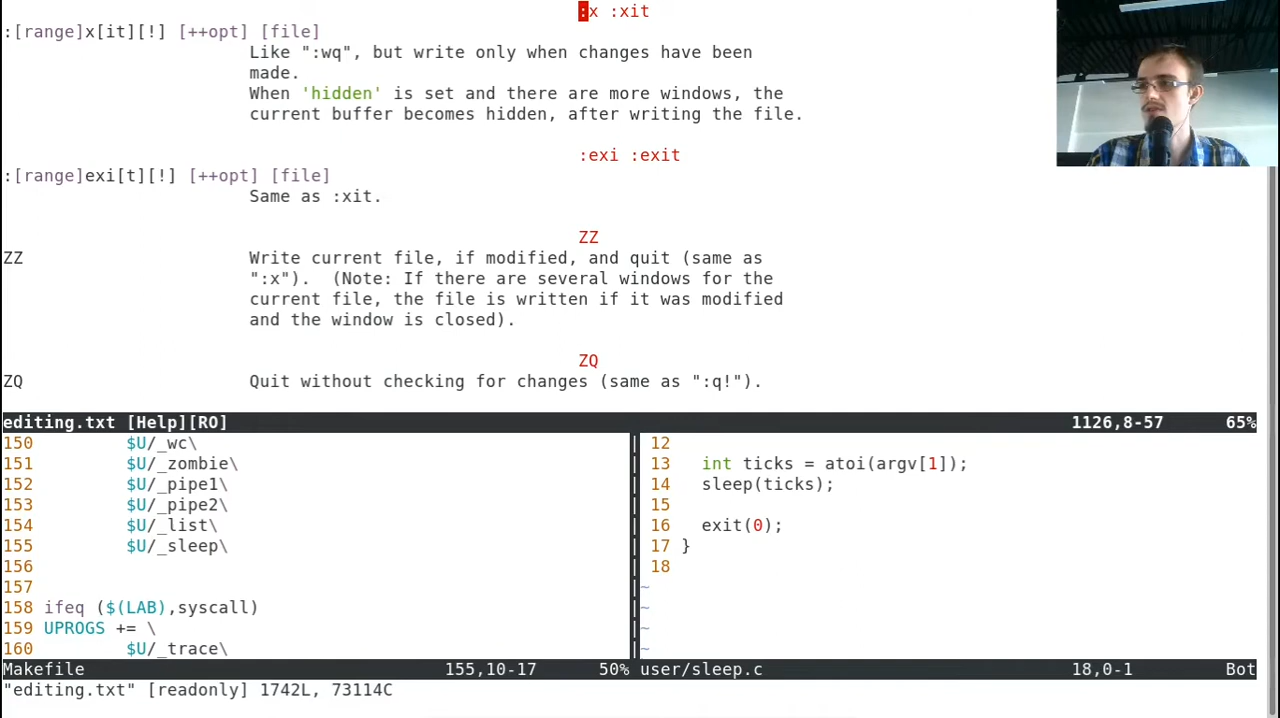 :x :xit
:[range]x[it][!] [++opt] [file]
Like ":wq", but write only when changes have been
made.
When 'hidden' is set and there are more windows, the
current buffer becomes hidden, after writing the file.
:exi :exit
:[range]exi[t][!] [++opt] [file]
Same as :xit.
ZZ
ZZ Write current file, if modified, and quit (same as
":x"). (Note: If there are several windows for the
current file, the file is written if it was modified
and the window is closed).
ZQ
ZQ Quit without checking for changes (same as ":q!").
editing.txt [Help][RO] 1126,8-57 65%
150 $U/_wc\
151 $U/_zombie\
152 $U/_pipe1\
153 $U/_pipe2\
154 $U/_list\
155 $U/_sleep\
156
157
158 ifeq ($(LAB),syscall)
159 UPROGS += \
160 $U/_trace\
Makefile 155,10-17 50%
12
13 int ticks = atoi(argv[1]);
14 sleep(ticks);
15
16 exit(0);
17 }
18
~
~
~
~
user/sleep.c 18,0-1 Bot
"editing.txt" [readonly] 1742L, 73114C